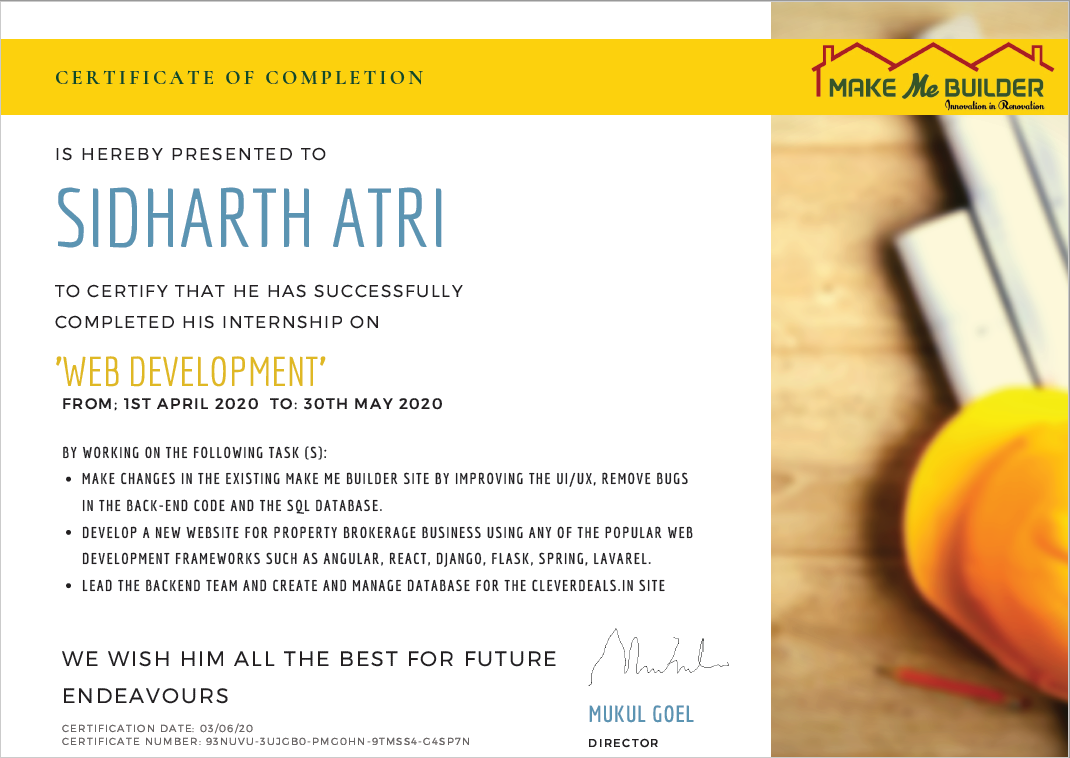 CERTIFICATE OF COMPLETION
MAKE Me BUILDER
Innovation in Renovation
IS HEREBY PRESENTED TO
SIDHARTH ATRI
TO CERTIFY THAT HE HAS SUCCESSFULLY
COMPLETED HIS INTERNSHIP ON
'WEB DEVELOPMENT'
FROM; 1ST APRIL 2020 TO: 30TH MAY 2020
BY WORKING ON THE FOLLOWING TASK (S):
• MAKE CHANGES IN THE EXISTING MAKE ME BUILDER SITE BY IMPROVING THE UI/UX, REMOVE BUGS
IN THE BACK-END CODE AND THE SQL DATABASE.
• DEVELOP A NEW WEBSITE FOR PROPERTY BROKERAGE BUSINESS USING ANY OF THE POPULAR WEB
DEVELOPMENT FRAMEWORKS SUCH AS ANGULAR, REACT, DJANGO, FLASK, SPRING, LAVAREL.
• LEAD THE BACKEND TEAM AND CREATE AND MANAGE DATABASE FOR THE CLEVERDEALS.IN SITE
WE WISH HIM ALL THE BEST FOR FUTURE
ENDEAVOURS
MUKUL GOEL
DIRECTOR
CERTIFICATION DATE: 03/06/20
CERTIFICATE NUMBER: 93NUVU-3UJGB0-PMG0HN-9TMSS4-G4SP7N